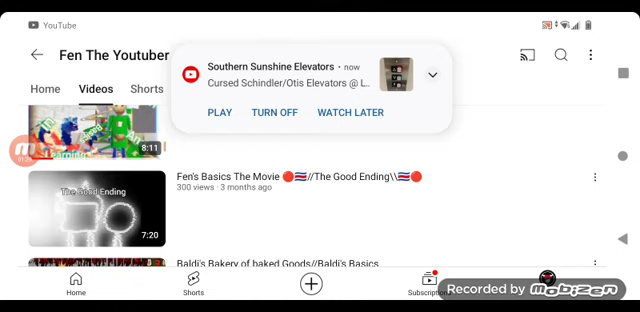 YouTube
Fen The Youtuber
Southern Sunshine Elevators • now
Cursed Schindler/Otis Elevators @ L..
PLAY TURN OFF WATCH LATER
Home Videos Shorts
8:11
Fen's Basics The Movie 🔴🇨🇷//The Good Ending\\🇨🇷🔴
300 views · 3 months ago
The Good Ending
7:20
Baldi's Bakery of baked Goods//Baldi's Basics
Home Shorts Subscriptions
Recorded by Mobizen